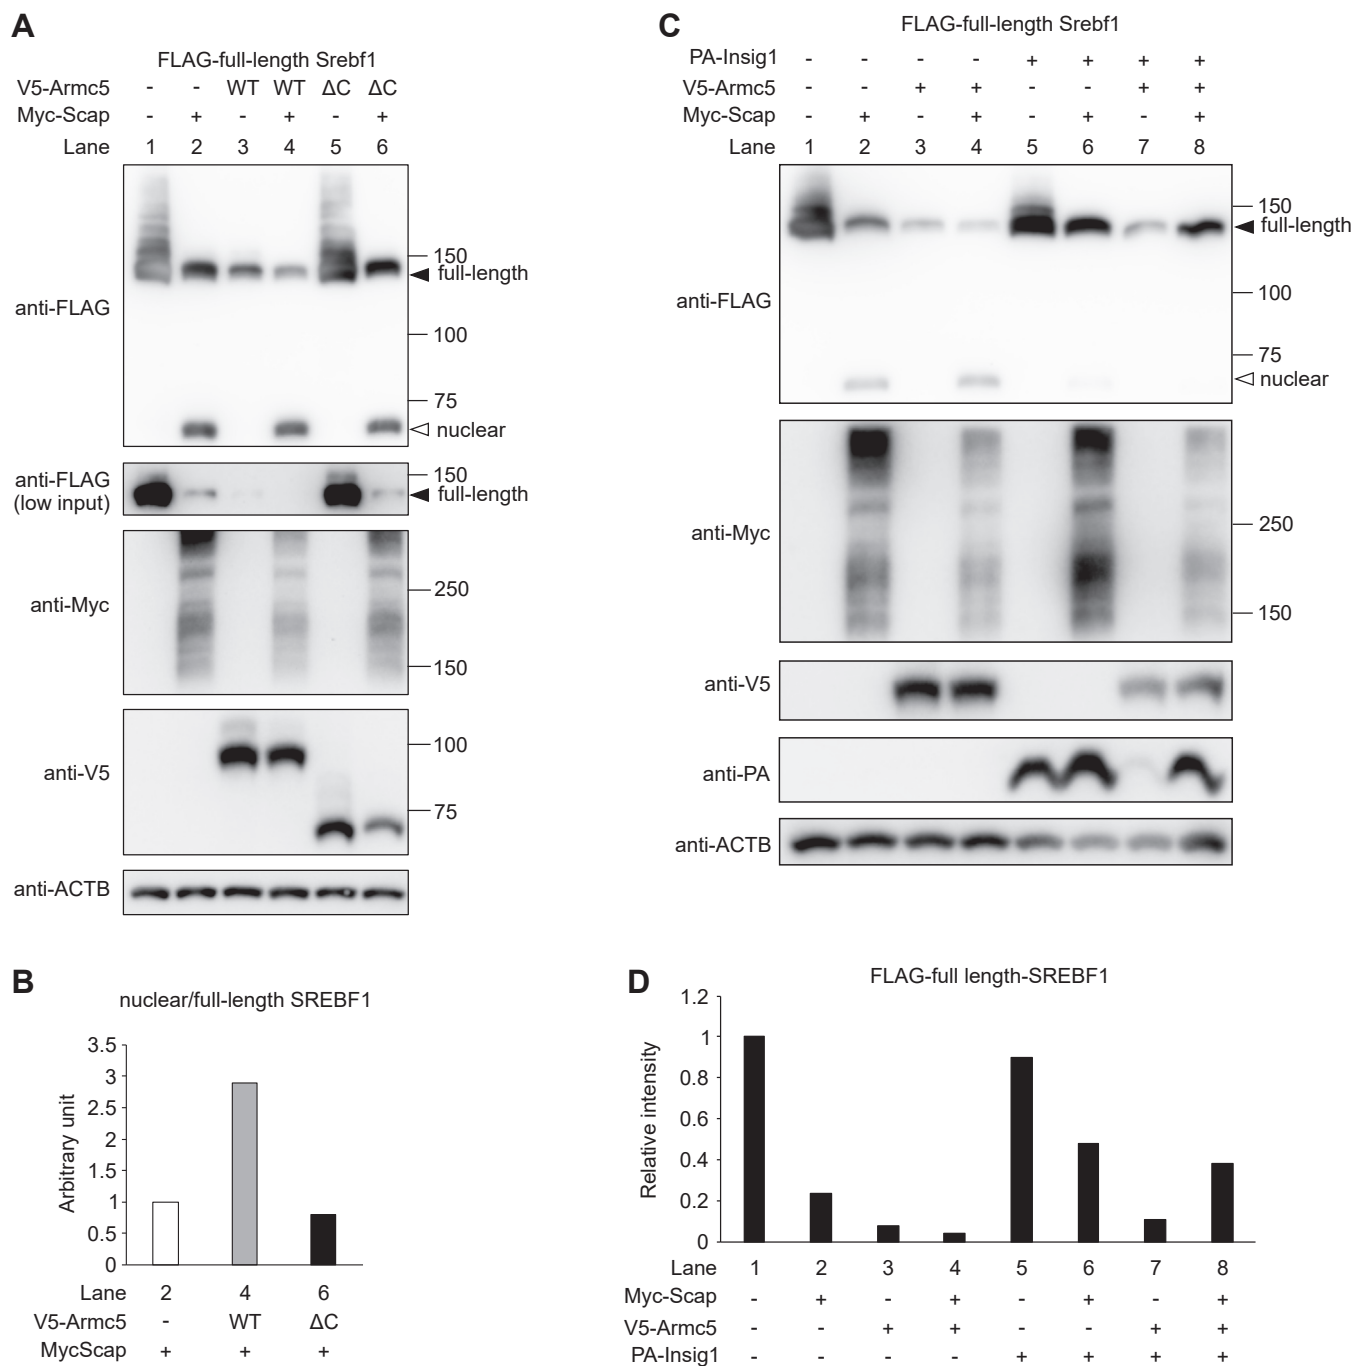 A
FLAG-full-length Srebf1
V5-Armc5 - - WT WT ΔC ΔC
Myc-Scap - + - + - +
Lane 1 2 3 4 5 6
anti-FLAG
150
full-length
100
75
nuclear
anti-FLAG
(low input)
150
full-length
anti-Myc
250
150
anti-V5
100
75
anti-ACTB
B
nuclear/full-length SREBF1
Arbitrary unit
3.5
3
2.5
2
1.5
1
0.5
0
Lane 2 4 6
V5-Armc5 - WT ΔC
MycScap + + +
C
FLAG-full-length Srebf1
PA-Insig1 - - - - + + + +
V5-Armc5 - - + + - - + +
Myc-Scap - + - + - + - +
Lane 1 2 3 4 5 6 7 8
anti-FLAG
150
full-length
100
75
nuclear
anti-Myc
250
150
anti-V5
anti-PA
anti-ACTB
D
FLAG-full length-SREBF1
Relative intensity
1.2
1
0.8
0.6
0.4
0.2
0
Lane 1 2 3 4 5 6 7 8
Myc-Scap - + - + - + - +
V5-Armc5 - - + + - - + +
PA-Insig1 - - - - + + + +